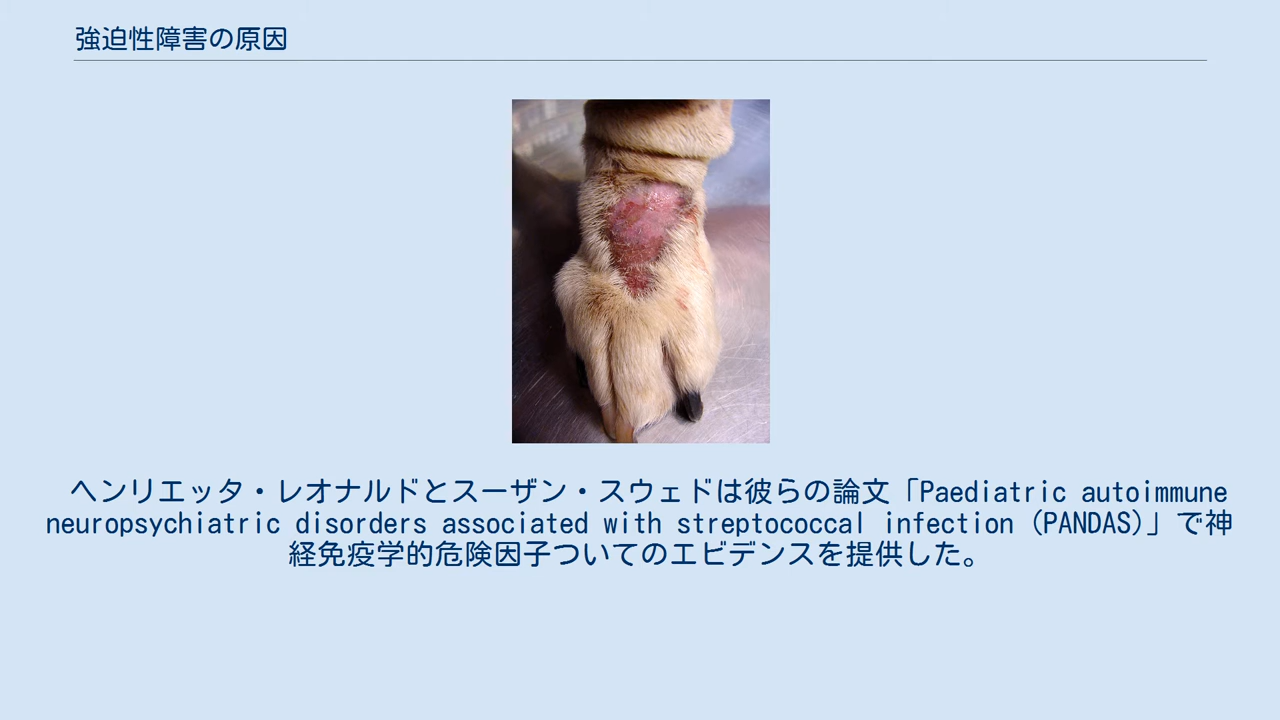 強迫性障害の原因
ヘンリエッタ・レオナルドとスーザン・スウェドは彼らの論文「Paediatric autoimmune
neuropsychiatric disorders associated with streptococcal infection (PANDAS)」で神
経免疫学的危険因子ついてのエビデンスを提供した。